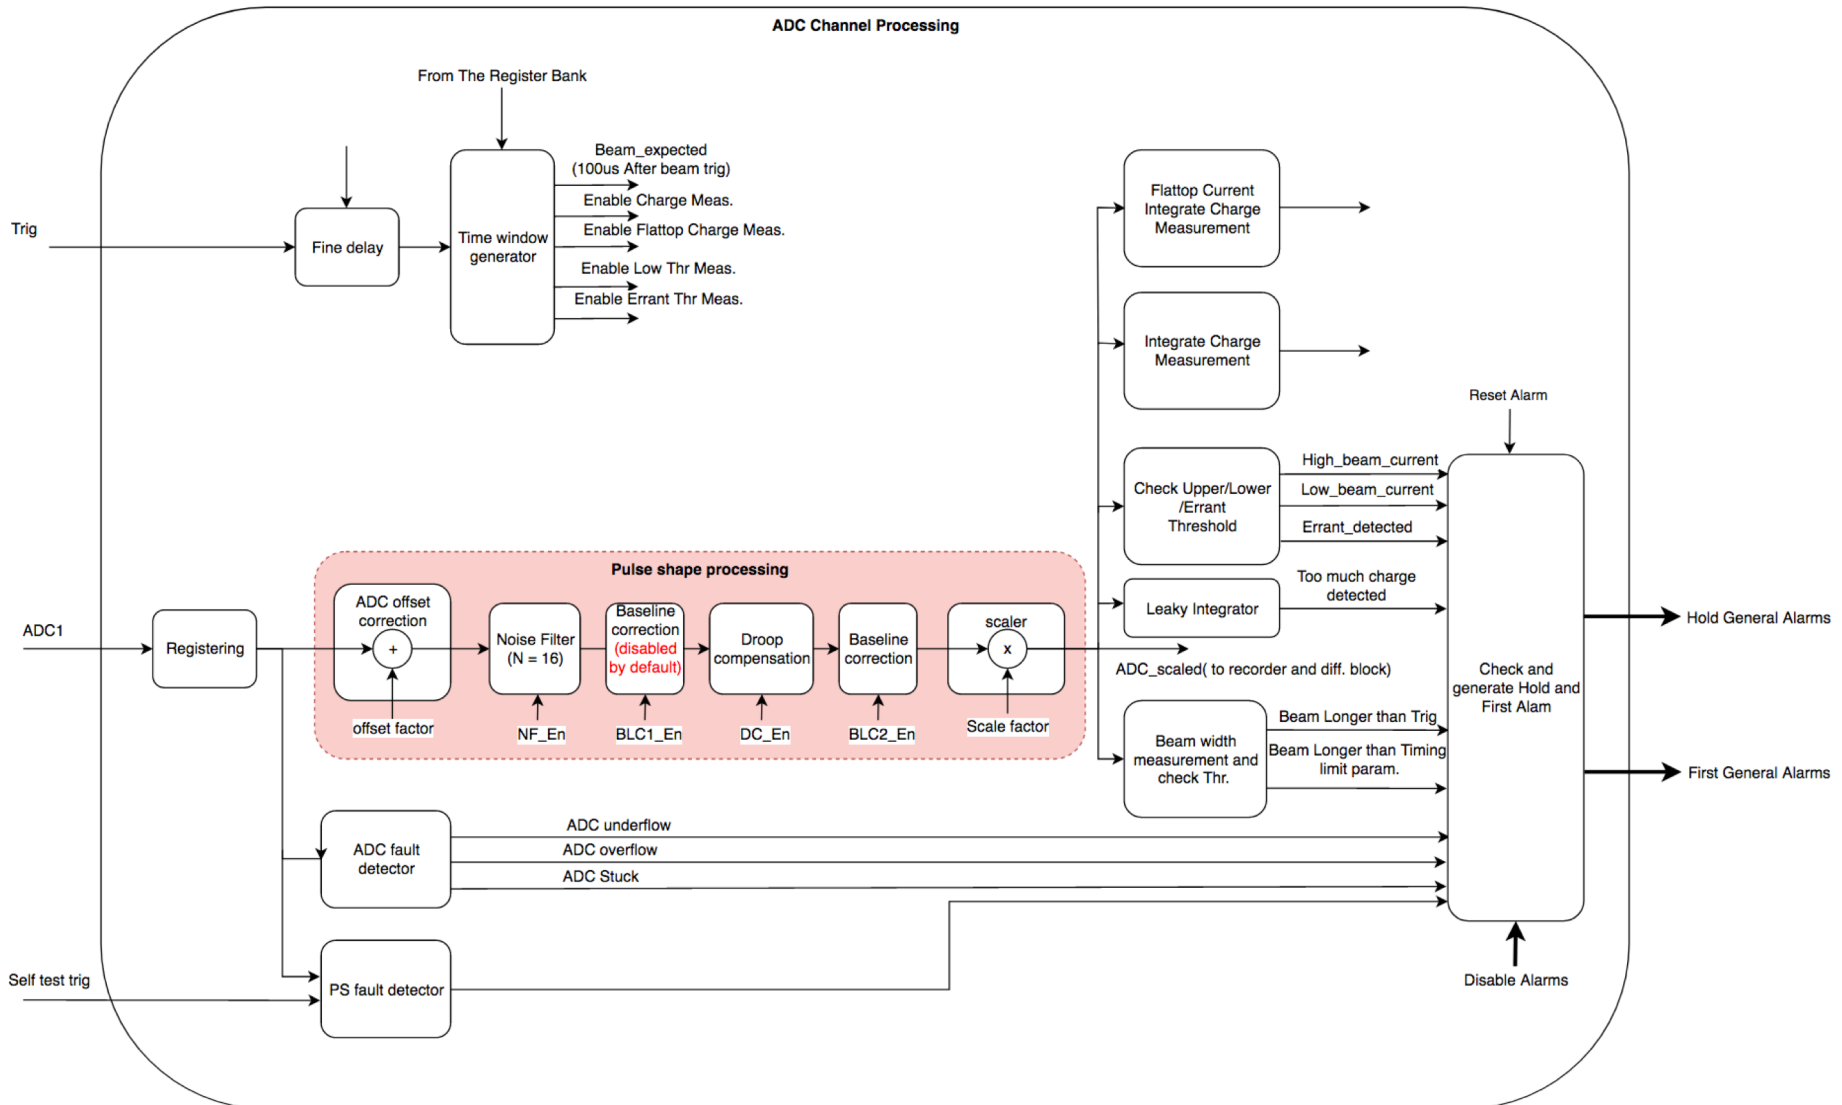 ADC Channel Processing
From The Register Bank
Beam_expected
(100us After beam trig)
Enable Charge Meas.
Enable Flattop Charge Meas.
Enable Low Thr Meas.
Enable Errant Thr Meas.
Trig
Fine delay
Time window
generator
Flattop Current
Integrate Charge
Measurement
Integrate Charge
Measurement
Reset Alarm
Check Upper/Lower
/Errant
Threshold
High_beam_current
Low_beam_current
Errant_detected
Leaky Integrator
Too much charge
detected
Pulse shape processing
ADC1
Registering
ADC offset
correction
+
offset factor
Noise Filter
(N = 16)
NF_En
Baseline
correction
(disabled
by default)
BLC1_En
Droop
compensation
DC_En
Baseline
correction
BLC2_En
scaler
x
Scale factor
ADC_scaled( to recorder and diff. block)
Beam width
measurement and
check Thr.
Beam Longer than Trig
Beam Longer than Timing
limit param.
Check and
generate Hold and
First Alam
Hold General Alarms
First General Alarms
ADC fault
detector
ADC underflow
ADC overflow
ADC Stuck
Self test trig
PS fault detector
Disable Alarms